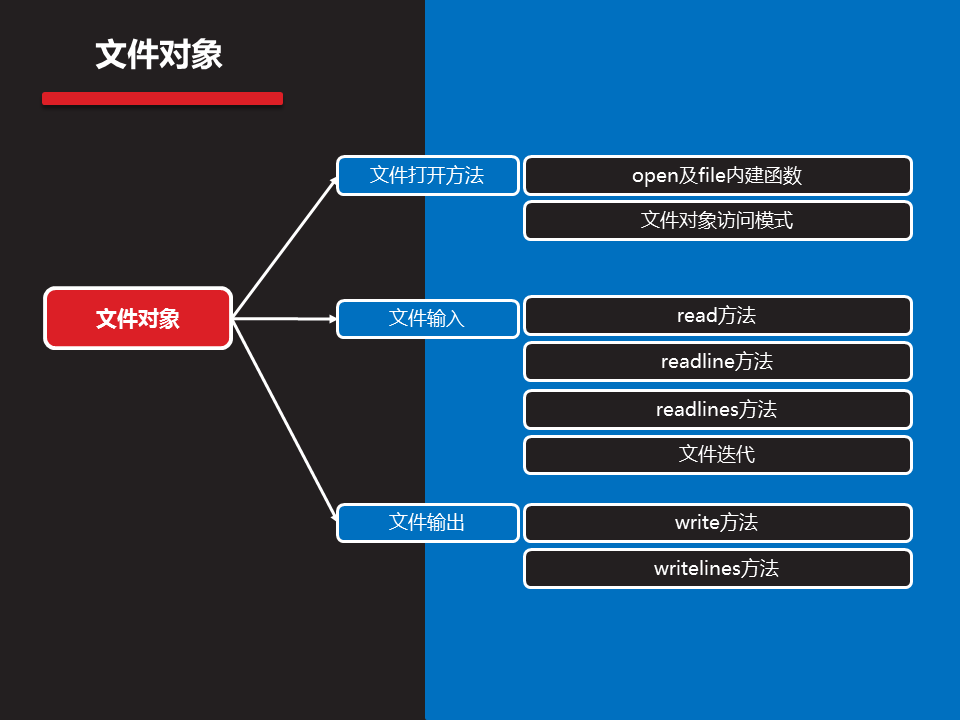 文件对象
文件打开方法
open及file内建函数
文件对象访问模式
文件对象
文件输入
read方法
readline方法
readlines方法
文件迭代
文件输出
write方法
writelines方法